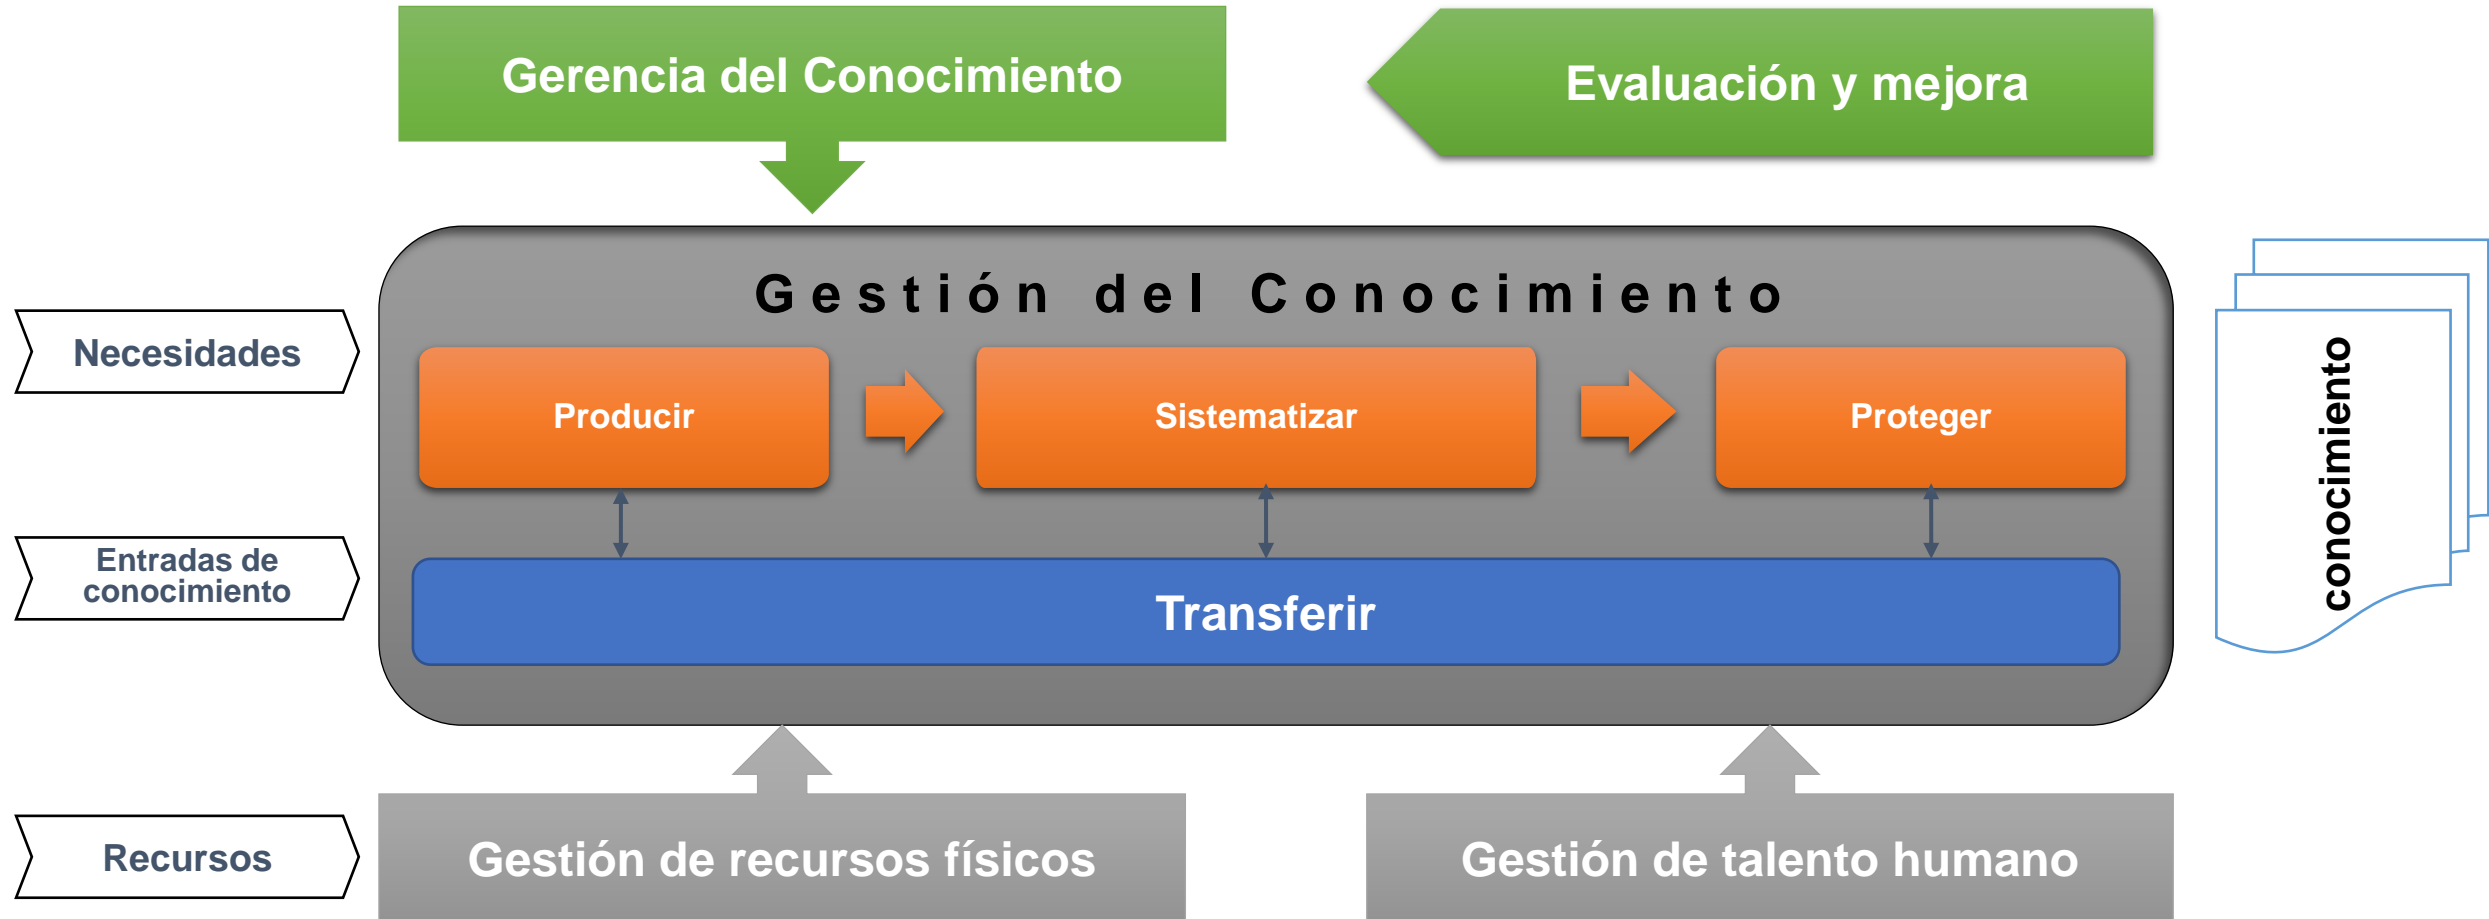 Gerencia del Conocimiento
Evaluación y mejora
Gestión del Conocimiento
Necesidades
Producir
Sistematizar
Proteger
conocimiento
Entradas de
conocimiento
Transferir
Recursos
Gestión de recursos físicos
Gestión de talento humano